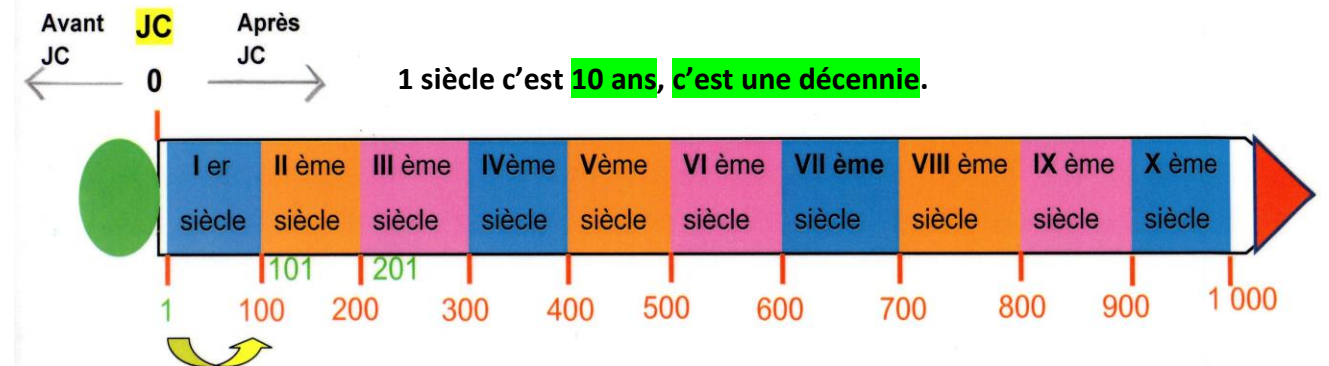 Avant JC Après
JC JC
0
1 siècle c’est 10 ans, c’est une décennie.
I er II ème III ème IVème Vème VI ème VII ème VIII ème IX ème X ème
siècle siècle siècle siècle siècle siècle siècle siècle siècle siècle
101 201
1 100 200 300 400 500 600 700 800 900 1 000